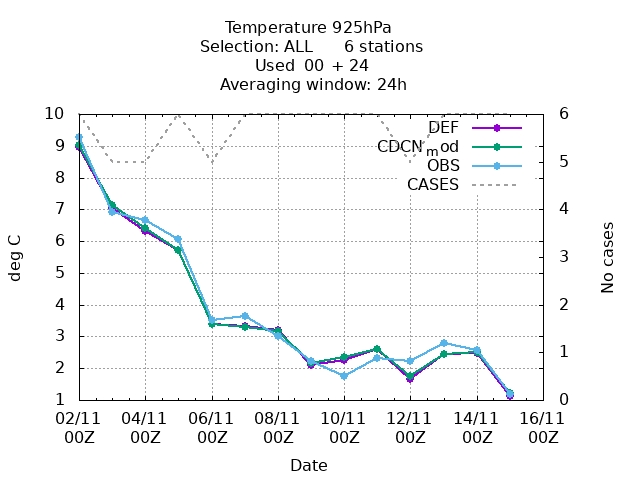 Temperature 925hPa
Selection: ALL      6 stations
Used  00 + 24
Averaging window: 24h
10
9
8
7
6
5
4
3
2
1
6
5
4
3
2
1
0
DEF
CDCNmod
OBS
CASES
deg C
No cases
02/11 04/11 06/11 08/11 10/11 12/11 14/11 16/11
00Z 00Z 00Z 00Z 00Z 00Z 00Z 00Z
Date